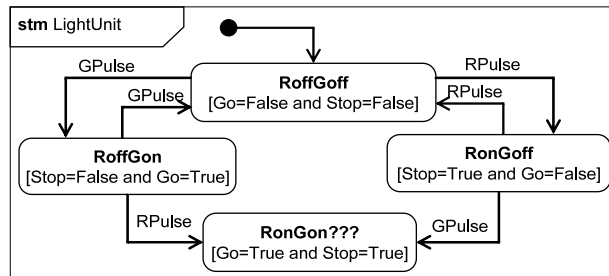 stm LightUnit
GPulse
RoffGoff
[Go=False and Stop=False]
RPulse
GPulse
RPulse
RoffGon
[Stop=False and Go=True]
RonGoff
[Stop=True and Go=False]
RPulse
RonGon???
[Go=True and Stop=True]
GPulse